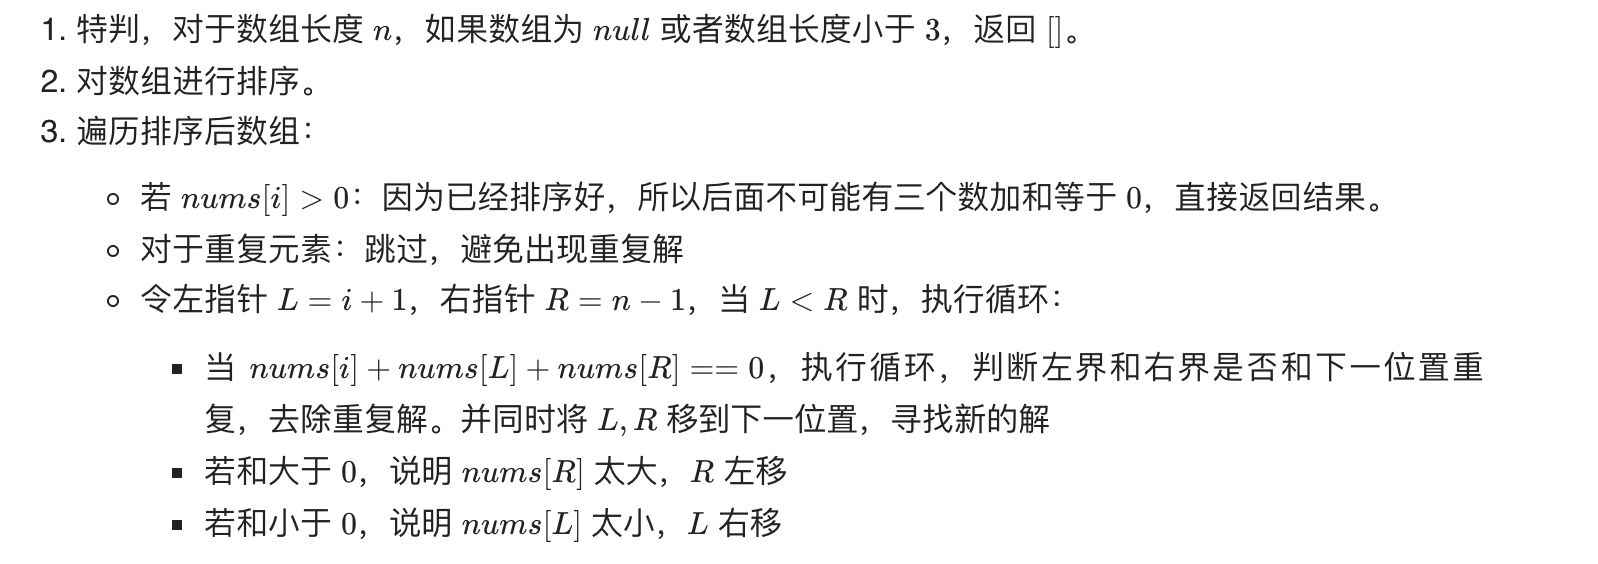 1. 特判，对于数组长度 n，如果数组为 null 或者数组长度小于 3，返回 []。
2. 对数组进行排序。
3. 遍历排序后数组：
若 nums[i] > 0：因为已经排序好，所以后面不可能有三个数加和等于 0，直接返回结果。
对于重复元素：跳过，避免出现重复解
令左指针 L = i + 1，右指针 R = n − 1，当 L < R 时，执行循环：
当 nums[i] + nums[L] + nums[R] == 0，执行循环，判断左界和右界是否和下一位置重
复，去除重复解。并同时将 L, R 移到下一位置，寻找新的解
若和大于 0，说明 nums[R] 太大，R 左移
若和小于 0，说明 nums[L] 太小，L 右移